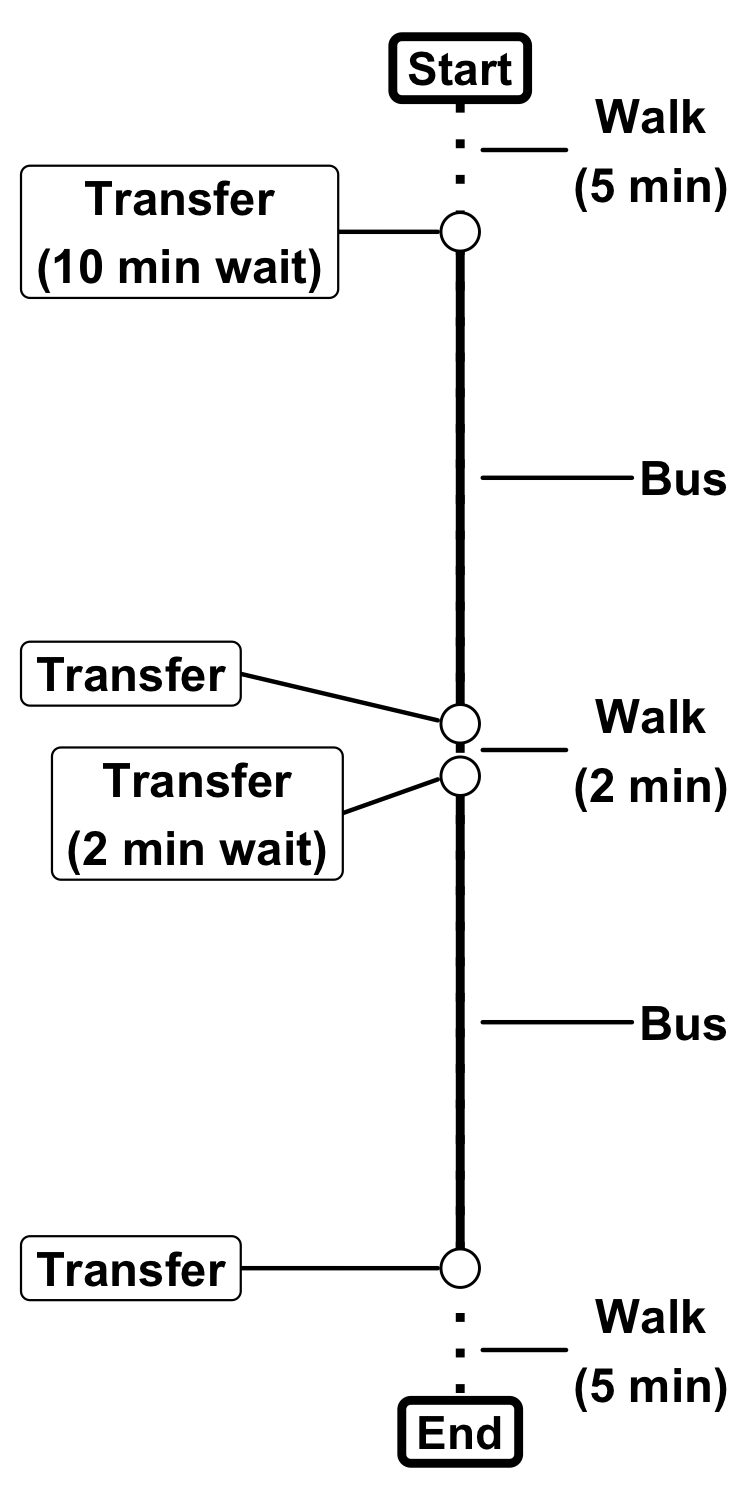 Start
Walk
(5 min)
Transfer
(10 min wait)
Bus
Transfer
Walk
(2 min)
Transfer
(2 min wait)
Bus
Transfer
Walk
(5 min)
End